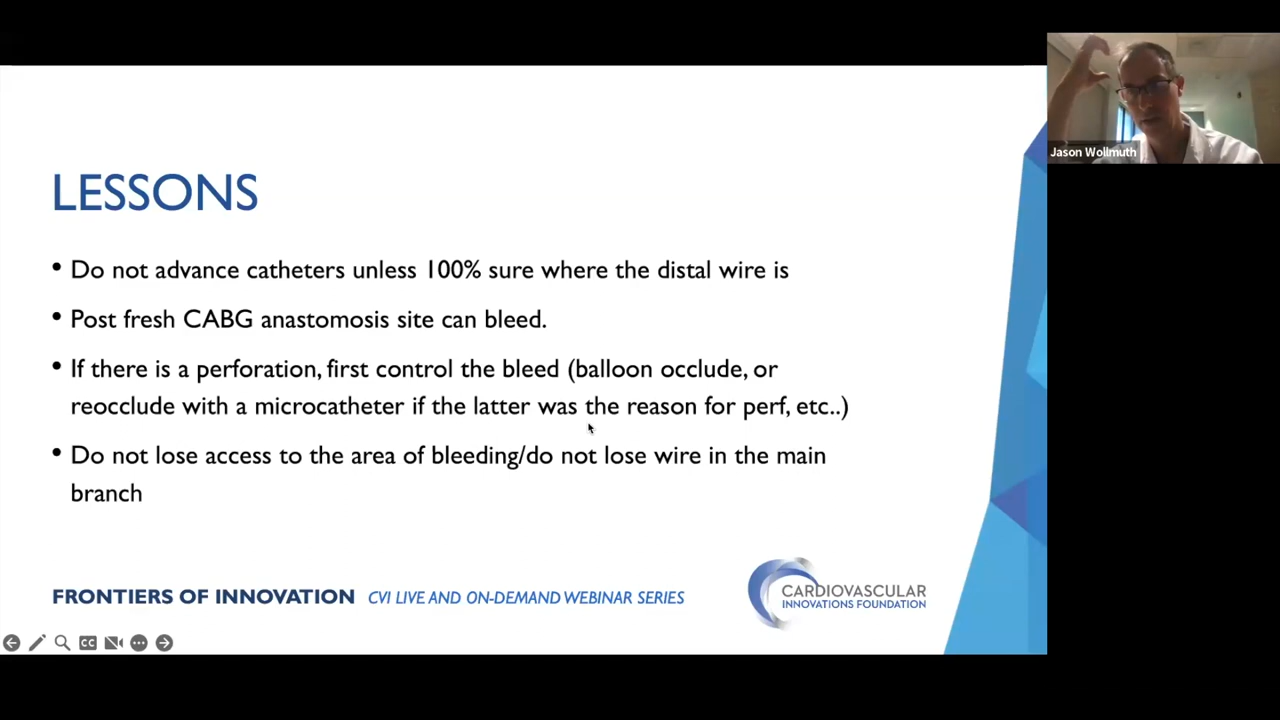 Jason Wollmuth
LESSONS
• Do not advance catheters unless 100% sure where the distal wire is
• Post fresh CABG anastomosis site can bleed.
• If there is a perforation, first control the bleed (balloon occlude, or
reocclude with a microcatheter if the latter was the reason for perf, etc..)
• Do not lose access to the area of bleeding/do not lose wire in the main
branch
FRONTIERS OF INNOVATION CVI LIVE AND ON-DEMAND WEBINAR SERIES
CARDIOVASCULAR
INNOVATIONS FOUNDATION
CC